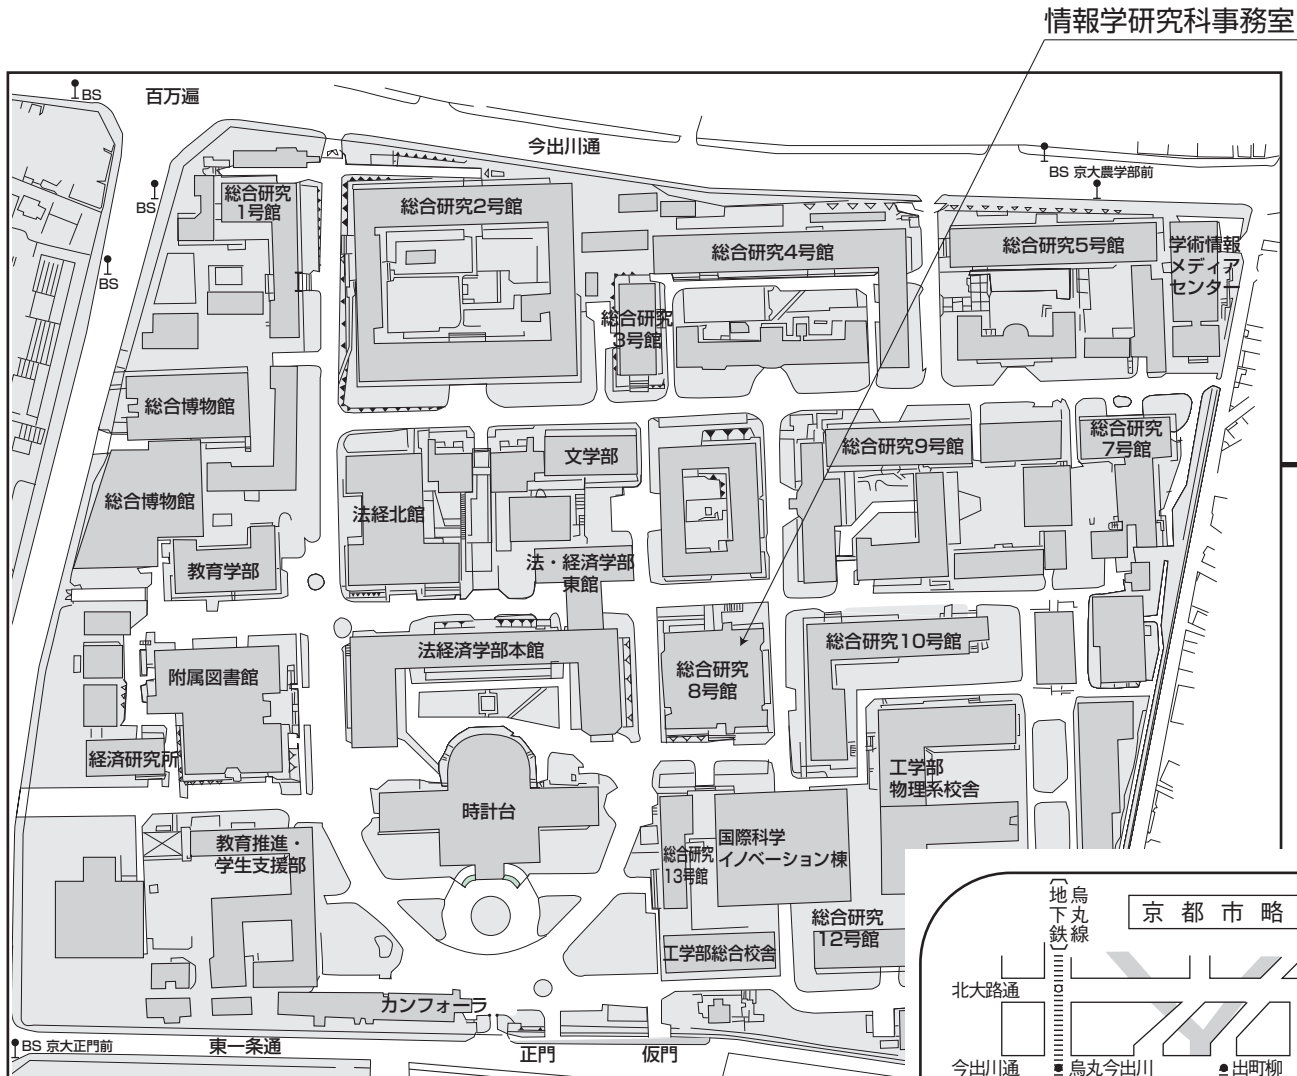 情報学研究科事務室
BS
百万遍
今出川通
BS 京大農学部前
BS
BS
総合研究
1号館
総合研究2号館
総合研究4号館
総合研究5号館
学術情報
メディア
センター
総合研究
3号館
総合博物館
文学部
総合研究9号館
総合研究
7号館
総合博物館
法経北館
教育学部
法・経済学部
東館
法経済学部本館
総合研究
8号館
総合研究10号館
附属図書館
経済研究所
工学部
物理系校舎
時計台
教育推進・
学生支援部
総合研究
13号館
国際科学
イノベーション棟
総合研究
12号館
工学部総合校舎
カンフォーラ
BS 京大正門前
東一条通
正門
仮門
京都市略
地下鉄
烏丸線
北大路通
今出川通
烏丸今出川
出町柳